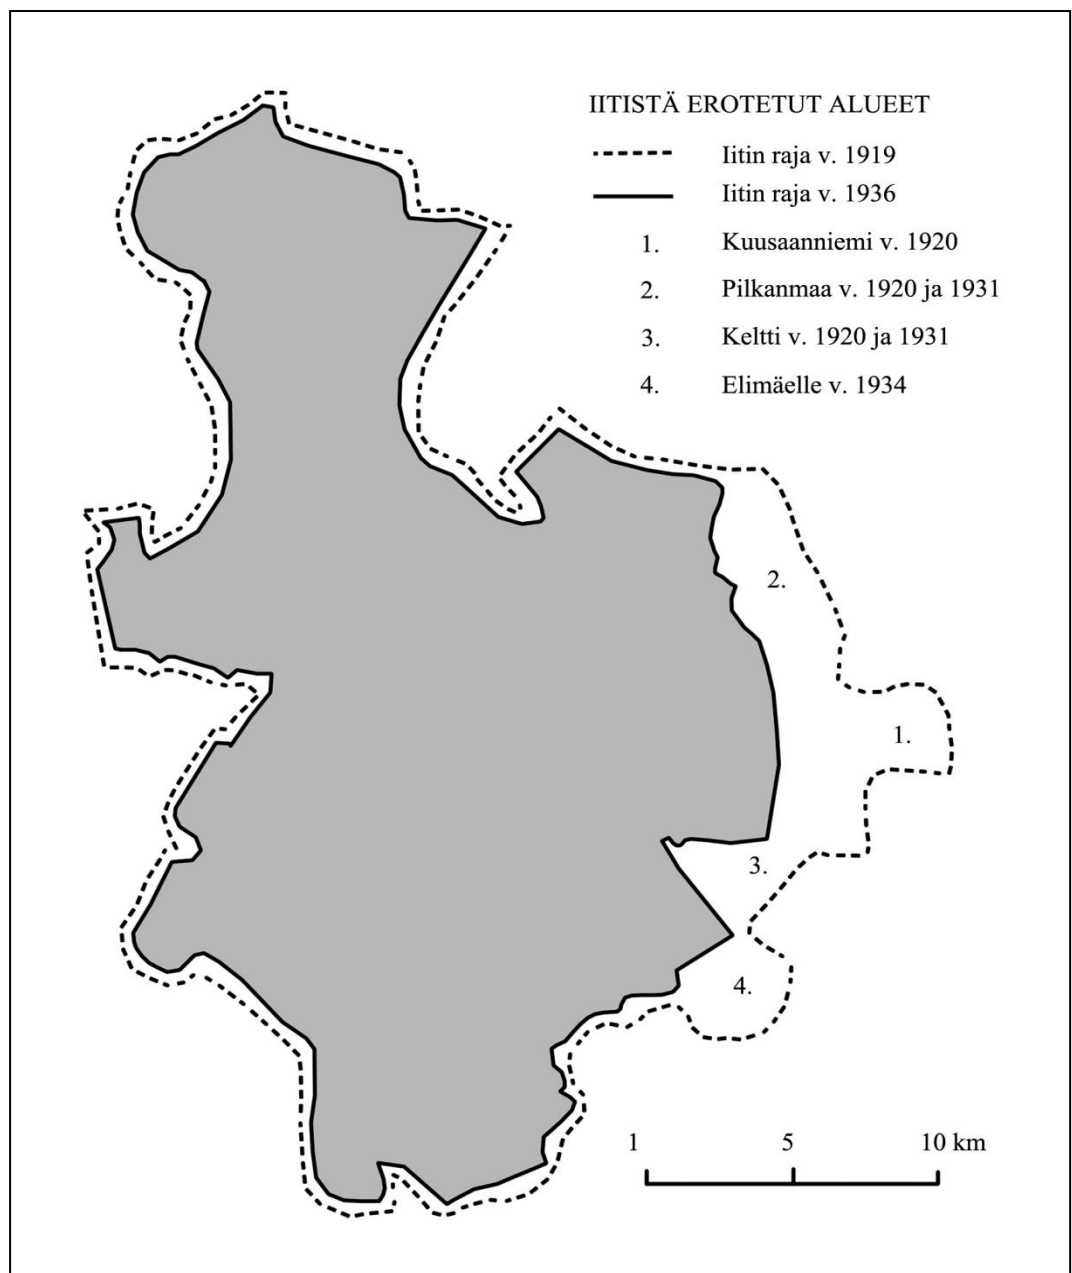 IITISTÄ EROTETUT ALUEET
Iitin raja v. 1919
Iitin raja v. 1936
1. Kuusaanniemi v. 1920
2. Pilkanmaa v. 1920 ja 1931
3. Keltti v. 1920 ja 1931
4. Elimäelle v. 1934
2.
1.
3.
4.
1 5 10 km